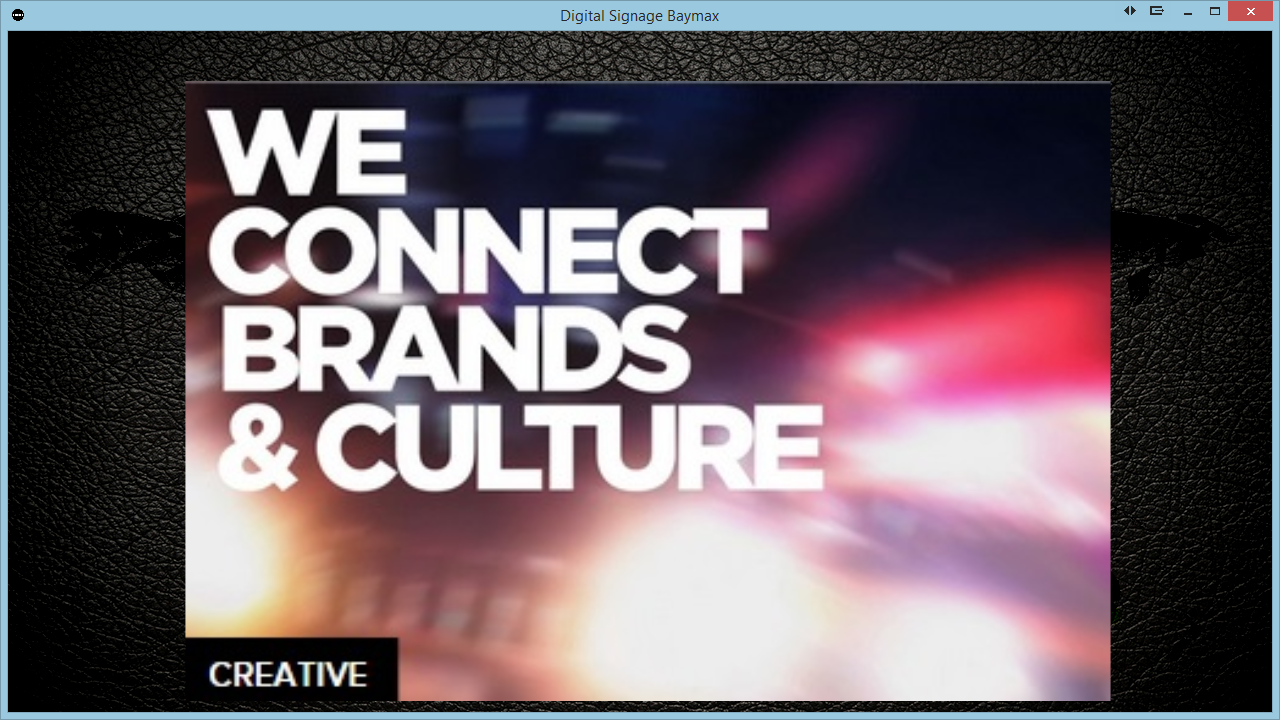 Digital Signage Baymax
WE
CONNECT
BRANDS
& CULTURE
CREATIVE